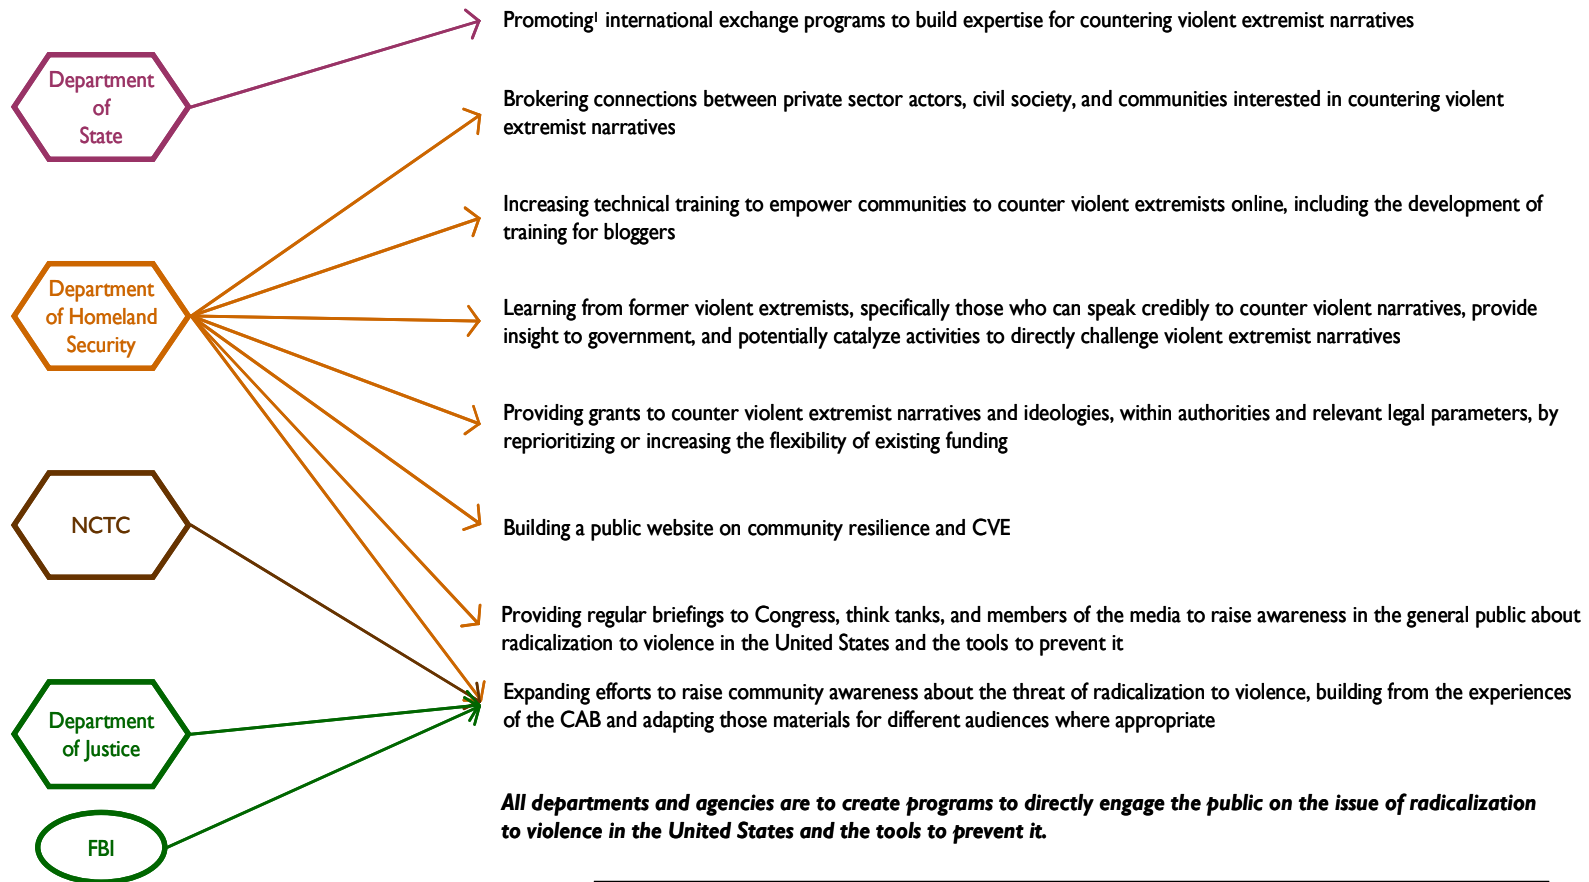 Promoting¹ international exchange programs to build expertise for countering violent extremist narratives
Department
of
State
Brokering connections between private sector actors, civil society, and communities interested in countering violent
extremist narratives
Increasing technical training to empower communities to counter violent extremists online, including the development of
training for bloggers
Department
of Homeland
Security
Learning from former violent extremists, specifically those who can speak credibly to counter violent narratives, provide
insight to government, and potentially catalyze activities to directly challenge violent extremist narratives
Providing grants to counter violent extremist narratives and ideologies, within authorities and relevant legal parameters, by
reprioritizing or increasing the flexibility of existing funding
NCTC
Building a public website on community resilience and CVE
Providing regular briefings to Congress, think tanks, and members of the media to raise awareness in the general public about
radicalization to violence in the United States and the tools to prevent it
Department
of Justice
Expanding efforts to raise community awareness about the threat of radicalization to violence, building from the experiences
of the CAB and adapting those materials for different audiences where appropriate
All departments and agencies are to create programs to directly engage the public on the issue of radicalization
to violence in the United States and the tools to prevent it.
FBI